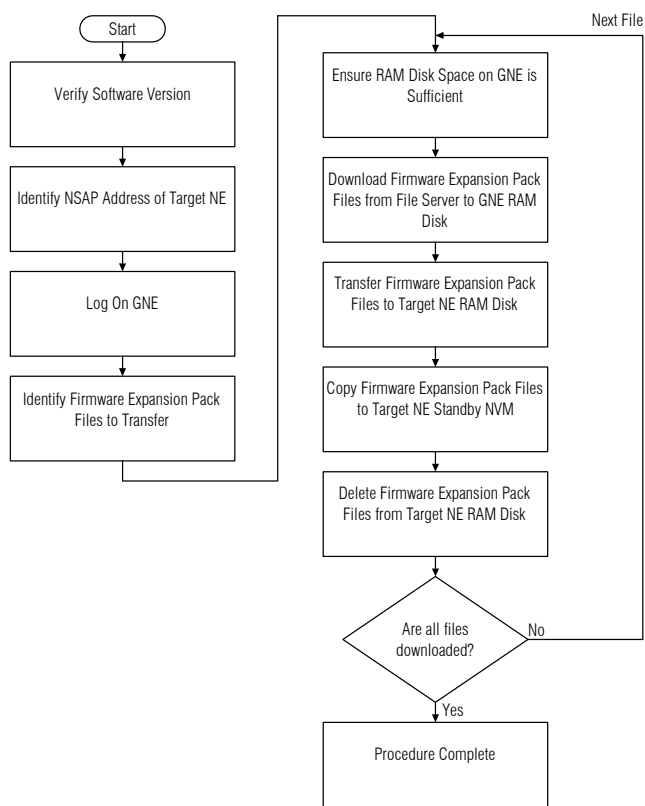 Start
Verify Software Version
Identify NSAP Address of Target NE
Log On GNE
Identify Firmware Expansion Pack
Files to Transfer
Next File
Ensure RAM Disk Space on GNE is
Sufficient
Download Firmware Expansion Pack
Files from File Server to GNE RAM
Disk
Transfer Firmware Expansion Pack
Files to Target NE RAM Disk
Copy Firmware Expansion Pack Files
to Target NE Standby NVM
Delete Firmware Expansion Pack
Files from Target NE RAM Disk
Are all files
downloaded?
No
Yes
Procedure Complete